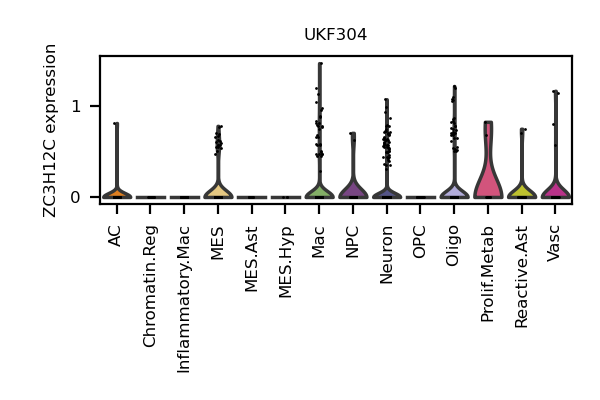 UKF304
ZC3H12C expression
1
0
AC
Chromatin.Reg
Inflammatory.Mac
MES
MES.Ast
MES.Hyp
Mac
NPC
Neuron
OPC
Oligo
Prolif.Metab
Reactive.Ast
Vasc